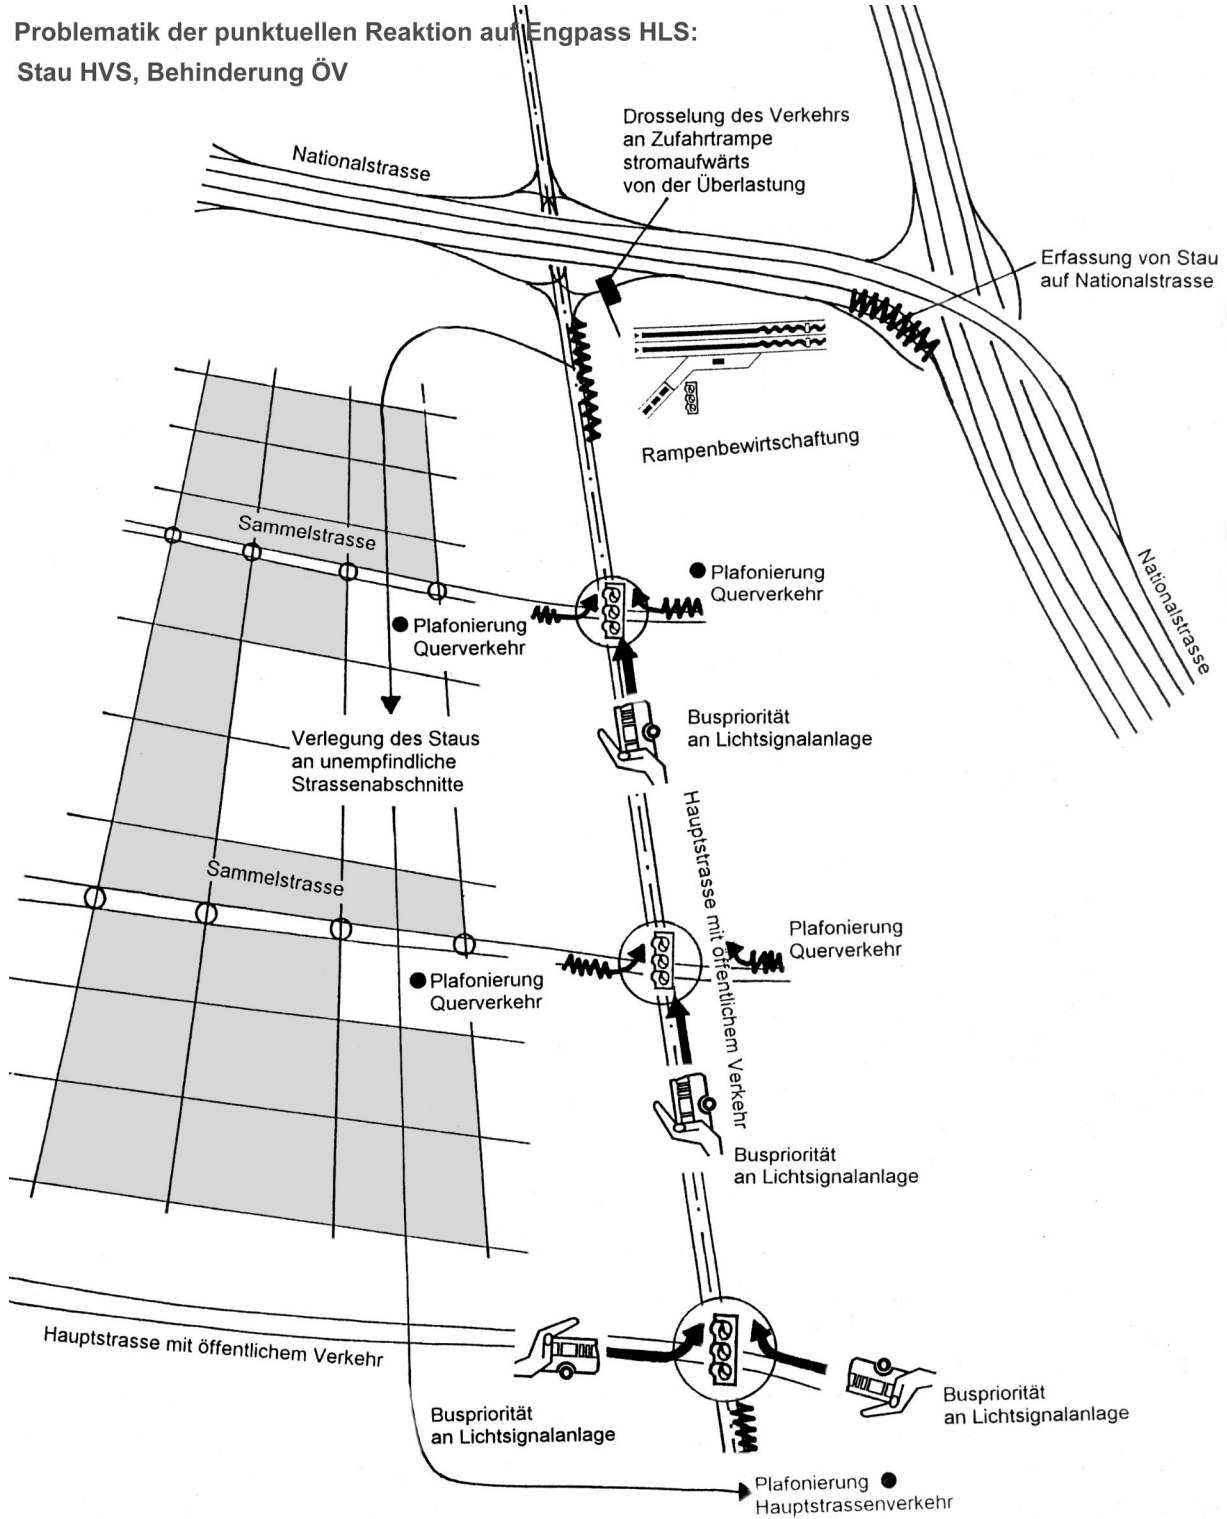 Problematik der punktuellen Reaktion auf Engpass HLS:
Stau HVS, Behinderung ÖV
Drosselung des Verkehrs
an Zufahrtrampe
stromaufwärts
von der Überlastung
Nationalstrasse
Erfassung von Stau
auf Nationalstrasse
Rampenbewirtschaftung
Sammelstrasse
Plafonierung
Querverkehr
Plafonierung
Querverkehr
Nationalstrasse
Buspriorität
an Lichtsignalanlage
Verlegung des Staus
an unempfindliche
Strassenabschnitte
Hauptstrasse mit öffentlichem Verkehr
Sammelstrasse
Plafonierung
Querverkehr
Plafonierung
Querverkehr
Buspriorität
an Lichtsignalanlage
Hauptstrasse mit öffentlichem Verkehr
Buspriorität
an Lichtsignalanlage
Buspriorität
an Lichtsignalanlage
Plafonierung
Hauptstrassenverkehr